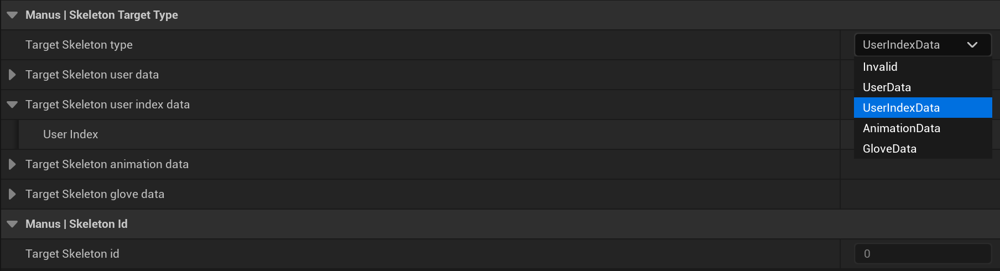 Manus | Skeleton Target Type
Target Skeleton type
UserIndexData
Invalid
UserData
UserIndexData
AnimationData
GloveData
Target Skeleton user data
Target Skeleton user index data
User Index
Target Skeleton animation data
Target Skeleton glove data
Manus | Skeleton Id
Target Skeleton id
0